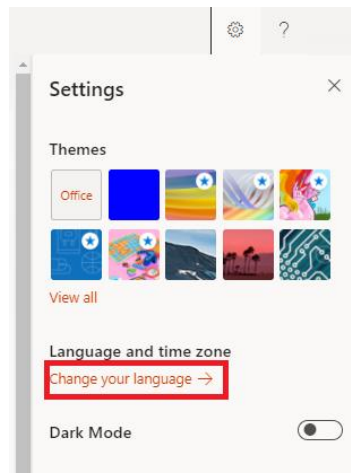 ?
Settings
Themes
Office
View all
Language and time zone
Change your language →
Dark Mode